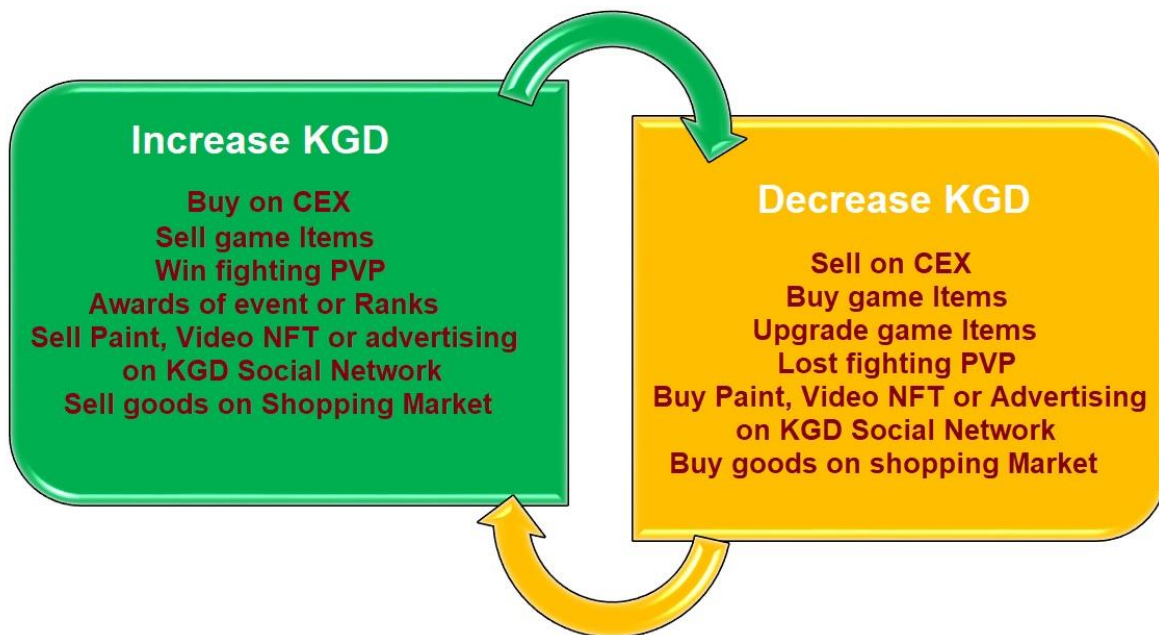 Increase KGD
Buy on CEX
Sell game Items
Win fighting PVP
Awards of event or Ranks
Sell Paint, Video NFT or advertising
on KGD Social Network
Sell goods on Shopping Market
Decrease KGD
Sell on CEX
Buy game Items
Upgrade game Items
Lost fighting PVP
Buy Paint, Video NFT or Advertising
on KGD Social Network
Buy goods on shopping Market